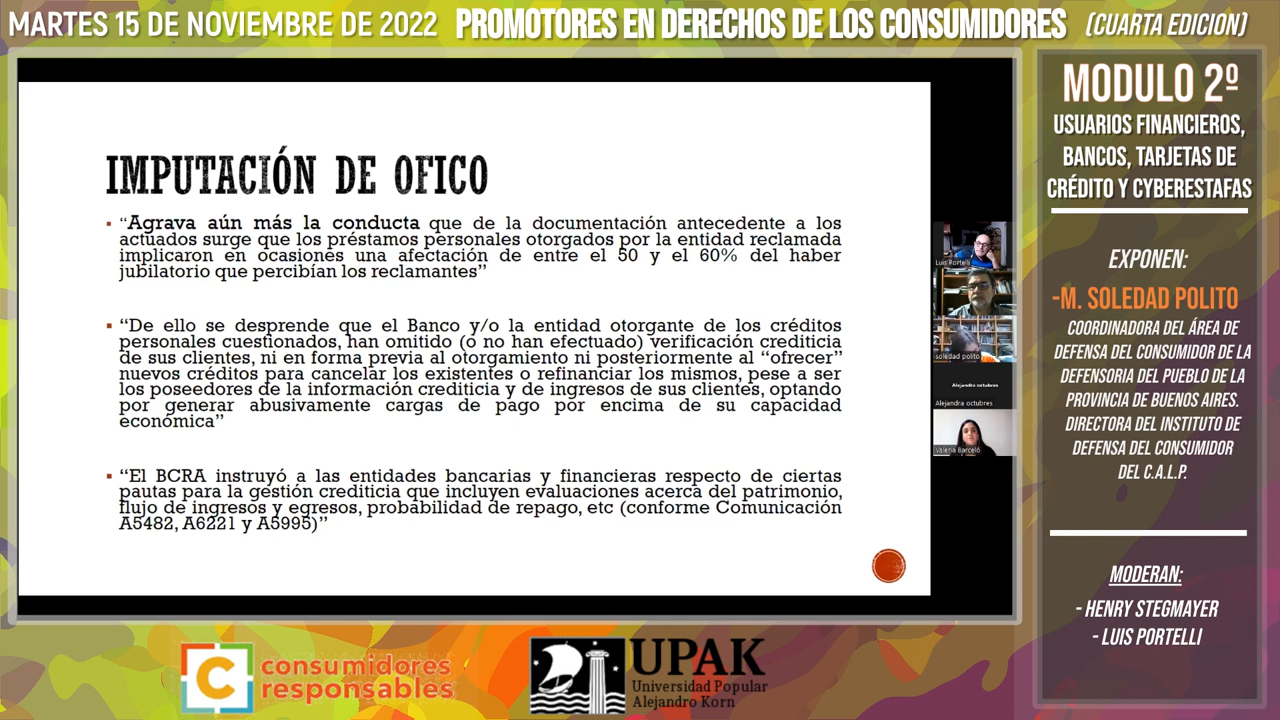 MARTES 15 DE NOVIEMBRE DE 2022 PROMOTORES EN DERECHOS DE LOS CONSUMIDORES (CUARTA EDICION)
IMPUTACIÓN DE OFICO
▪ “Agrava aún más la conducta que de la documentación antecedente a los
actuados surge que los préstamos personales otorgados por la entidad reclamada
implicaron en ocasiones una afectación de entre el 50 y el 60% del haber
jubilatorio que percibían los reclamantes”
▪ “De ello se desprende que el Banco y/o la entidad otorgante de los créditos
personales cuestionados, han omitido (o no han efectuado) verificación crediticia
de sus clientes, ni en forma previa al otorgamiento ni posteriormente al “ofrecer”
nuevos créditos para cancelar los existentes o refinanciar los mismos, pese a ser
los poseedores de la información crediticia y de ingresos de sus clientes, optando
por generar abusivamente cargas de pago por encima de su capacidad
económica”
▪ “El BCRA instruyó a las entidades bancarias y financieras respecto de ciertas
pautas para la gestión crediticia que incluyen evaluaciones acerca del patrimonio,
flujo de ingresos y egresos, probabilidad de repago, etc (conforme Comunicación
A5482, A6221 y A5995)”
Luis Portelli
soledad polito
Alejandra octubres
Alejandra octubres
Valeria Barceló
MODULO 2º
USUARIOS FINANCIEROS,
BANCOS, TARJETAS DE
CRÉDITO Y CYBERESTAFAS
EXPONEN:
-M. SOLEDAD POLITO
COORDINADORA DEL ÁREA DE
DEFENSA DEL CONSUMIDOR DE LA
DEFENSORIA DEL PUEBLO DE LA
PROVINCIA DE BUENOS AIRES.
DIRECTORA DEL INSTITUTO DE
DEFENSA DEL CONSUMIDOR
DEL C.A.L.P.
MODERAN:
- HENRY STEGMAYER
- LUIS PORTELLI
consumidores
responsables
UPAK
Universidad Popular
Alejandro Korn